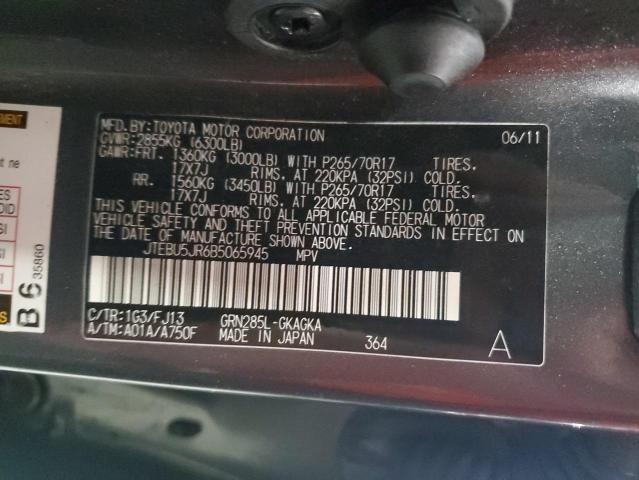 MFD.BY:TOYOTA MOTOR CORPORATION 06/11
GVWR:2855KG (6300LB)
GAWR:FRT. 1360KG (3000LB) WITH P265/70R17 TIRES,
17X7J RIMS, AT 220KPA (32PSI) COLD.
RR. 1560KG (3450LB) WITH P265/70R17 TIRES,
17X7J RIMS, AT 220KPA (32PSI) COLD.
THIS VEHICLE CONFORMS TO ALL APPLICABLE FEDERAL MOTOR
VEHICLE SAFETY AND THEFT PREVENTION STANDARDS IN EFFECT ON
THE DATE OF MANUFACTURE SHOWN ABOVE.
JTEBU5JR6B5065945 MPV
C/TR:1G3/FJ13 GRN285L-GKAGKA
A/TM:A01A/A750F MADE IN JAPAN 364 A
B6 35860